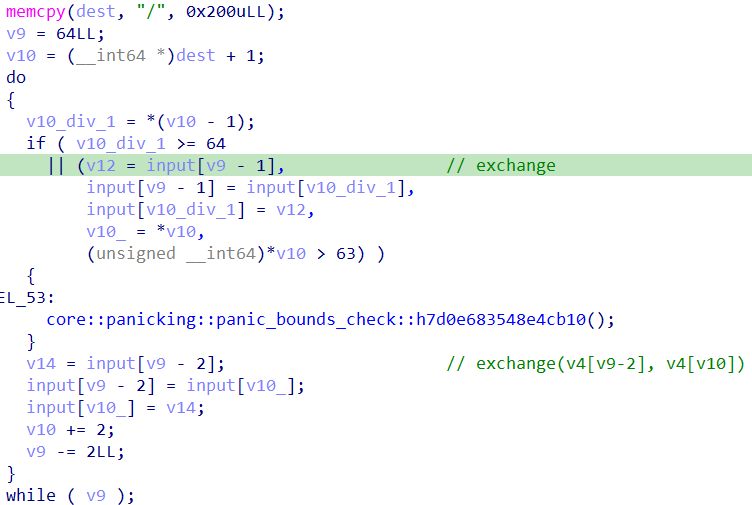 memcpy(dest, "/", 0x200uLL);
v9 = 64LL;
v10 = (__int64 *)dest + 1;
do
{
v10_div_1 = *(v10 - 1);
if ( v10_div_1 >= 64
|| (v12 = input[v9 - 1], // exchange
input[v9 - 1] = input[v10_div_1],
input[v10_div_1] = v12,
v10_ = *v10,
(unsigned __int64)*v10 > 63) )
{
EL_53:
core::panicking::panic_bounds_check::h7d0e683548e4cb10();
}
v14 = input[v9 - 2]; // exchange(v4[v9-2], v4[v10])
input[v9 - 2] = input[v10_];
input[v10_] = v14;
v10 += 2;
v9 -= 2LL;
}
while ( v9 );